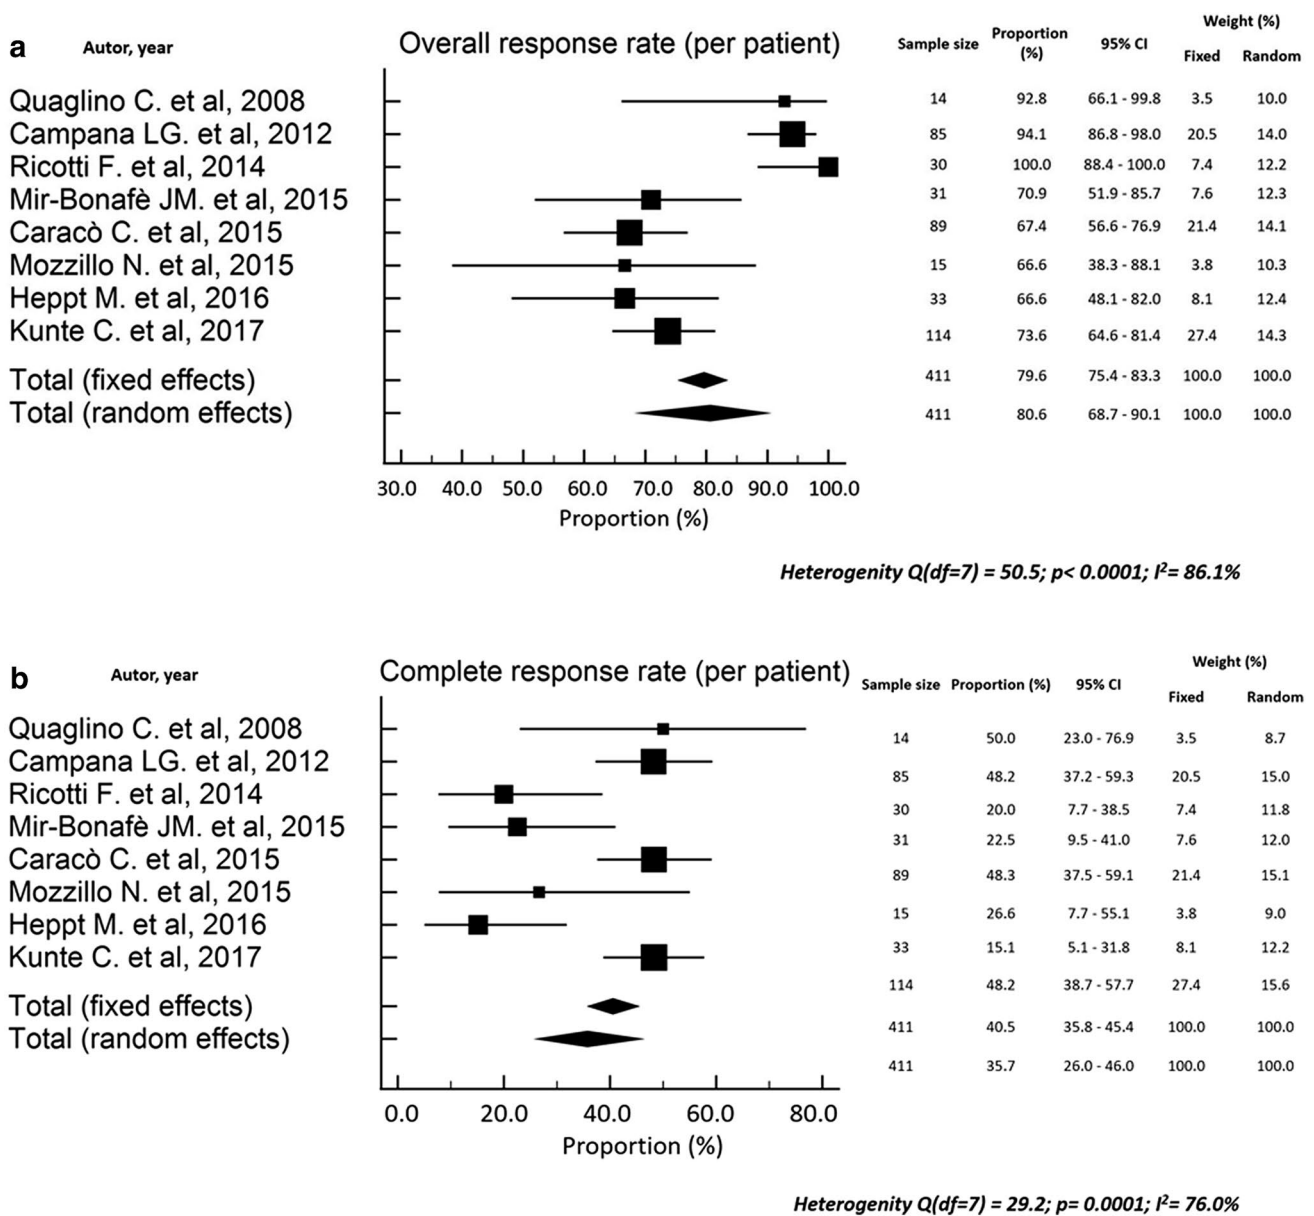 a Autor, year Overall response rate (per patient) Sample size Proportion (%) 95% CI Weight (%) Fixed Random
Quaglino C. et al, 2008 14 92.8 66.1 - 99.8 3.5 10.0
Campana LG. et al, 2012 85 94.1 86.8 - 98.0 20.5 14.0
Ricotti F. et al, 2014 30 100.0 88.4 - 100.0 7.4 12.2
Mir-Bonafè JM. et al, 2015 31 70.9 51.9 - 85.7 7.6 12.3
Caracò C. et al, 2015 89 67.4 56.6 - 76.9 21.4 14.1
Mozzillo N. et al, 2015 15 66.6 38.3 - 88.1 3.8 10.3
Heppt M. et al, 2016 33 66.6 48.1 - 82.0 8.1 12.4
Kunte C. et al, 2017 114 73.6 64.6 - 81.4 27.4 14.3
Total (fixed effects) 411 79.6 75.4 - 83.3 100.0 100.0
Total (random effects) 411 80.6 68.7 - 90.1 100.0 100.0
30.0 40.0 50.0 60.0 70.0 80.0 90.0 100.0
Proportion (%)
Heterogenity Q(df=7) = 50.5; p< 0.0001; I²= 86.1%
b Autor, year Complete response rate (per patient) Sample size Proportion (%) 95% CI Weight (%) Fixed Random
Quaglino C. et al, 2008 14 50.0 23.0 - 76.9 3.5 8.7
Campana LG. et al, 2012 85 48.2 37.2 - 59.3 20.5 15.0
Ricotti F. et al, 2014 30 20.0 7.7 - 38.5 7.4 11.8
Mir-Bonafè JM. et al, 2015 31 22.5 9.5 - 41.0 7.6 12.0
Caracò C. et al, 2015 89 48.3 37.5 - 59.1 21.4 15.1
Mozzillo N. et al, 2015 15 26.6 7.7 - 55.1 3.8 9.0
Heppt M. et al, 2016 33 15.1 5.1 - 31.8 8.1 12.2
Kunte C. et al, 2017 114 48.2 38.7 - 57.7 27.4 15.6
Total (fixed effects) 411 40.5 35.8 - 45.4 100.0 100.0
Total (random effects) 411 35.7 26.0 - 46.0 100.0 100.0
0.0 20.0 40.0 60.0 80.0
Proportion (%)
Heterogenity Q(df=7) = 29.2; p= 0.0001; I²= 76.0%